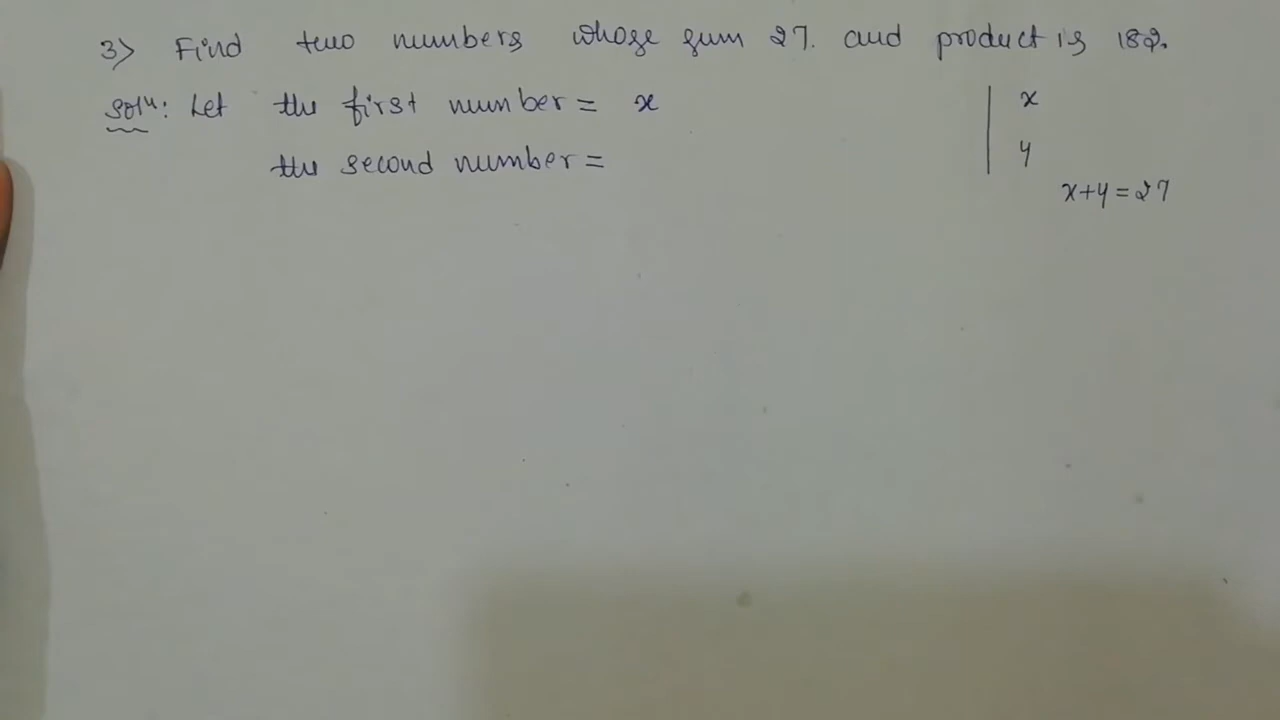 3) Find two numbers whose sum 27. and product is 182.
Soln: Let the first number = x
the second number =
x
y
x+y=27